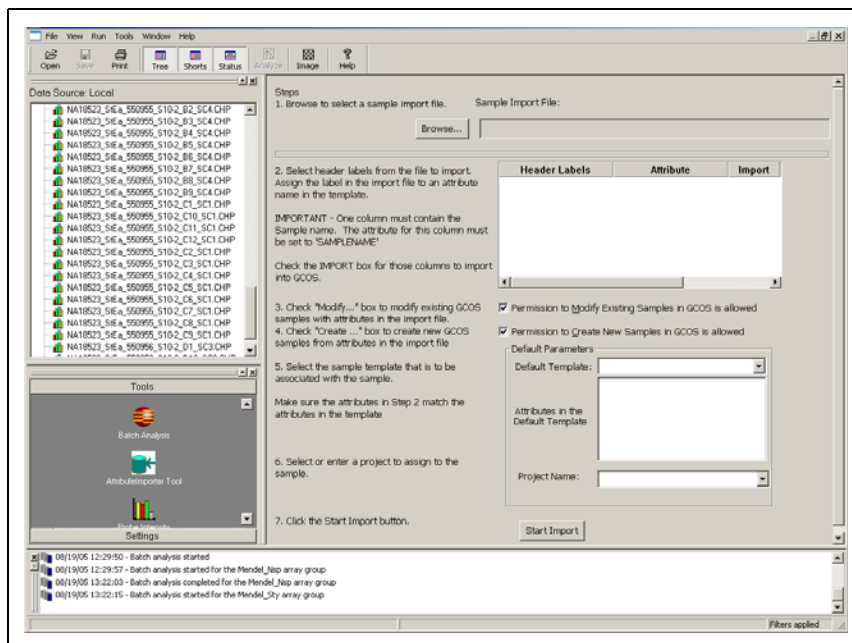 File View Run Tools Window Help
Open Save Print Tree Shorts Status Analyze Image Help
Data Source: Local
NA18523_StEa_550955_S10-2_B2_SC4.CHP
NA18523_StEa_550955_S10-2_B3_SC4.CHP
NA18523_StEa_550955_S10-2_B4_SC4.CHP
NA18523_StEa_550955_S10-2_B5_SC4.CHP
NA18523_StEa_550955_S10-2_B6_SC4.CHP
NA18523_StEa_550955_S10-2_B7_SC4.CHP
NA18523_StEa_550955_S10-2_B8_SC4.CHP
NA18523_StEa_550955_S10-2_B9_SC4.CHP
NA18523_StEa_550955_S10-2_C1_SC1.CHP
NA18523_StEa_550955_S10-2_C10_SC1.CHP
NA18523_StEa_550955_S10-2_C11_SC1.CHP
NA18523_StEa_550955_S10-2_C12_SC1.CHP
NA18523_StEa_550955_S10-2_C2_SC1.CHP
NA18523_StEa_550955_S10-2_C3_SC1.CHP
NA18523_StEa_550955_S10-2_C4_SC1.CHP
NA18523_StEa_550955_S10-2_C5_SC1.CHP
NA18523_StEa_550955_S10-2_C6_SC1.CHP
NA18523_StEa_550955_S10-2_C7_SC1.CHP
NA18523_StEa_550955_S10-2_C8_SC1.CHP
NA18523_StEa_550955_S10-2_C9_SC1.CHP
NA18523_StEa_550956_S10-2_D1_SC3.CHP
Tools
Batch Analysis
AttributeImporter Tool
Probe Intensity
Settings
Steps
1. Browse to select a sample import file.
Sample Import File:
Browse...
2. Select header labels from the file to import.
Assign the label in the import file to an attribute
name in the template.
IMPORTANT - One column must contain the
Sample name. The attribute for this column must
be set to 'SAMPLENAME'
Check the IMPORT box for those columns to import
into GCOS.
Header Labels Attribute Import
3. Check "Modify..." box to modify existing GCOS
samples with attributes in the import file.
4. Check "Create ..." box to create new GCOS
samples from attributes in the import file
Permission to Modify Existing Samples in GCOS is allowed
Permission to Create New Samples in GCOS is allowed
5. Select the sample template that is to be
associated with the sample.
Make sure the attributes in Step 2 match the
attributes in the template
Default Parameters
Default Template:
Attributes in the
Default Template
6. Select or enter a project to assign to the
sample.
Project Name:
7. Click the Start Import button.
Start Import
08/19/05 12:29:50 - Batch analysis started
08/19/05 12:29:57 - Batch analysis started for the Mendel_Nsp array group
08/19/05 13:22:03 - Batch analysis completed for the Mendel_Nsp array group
08/19/05 13:22:15 - Batch analysis started for the Mendel_Sty array group
Filters applied